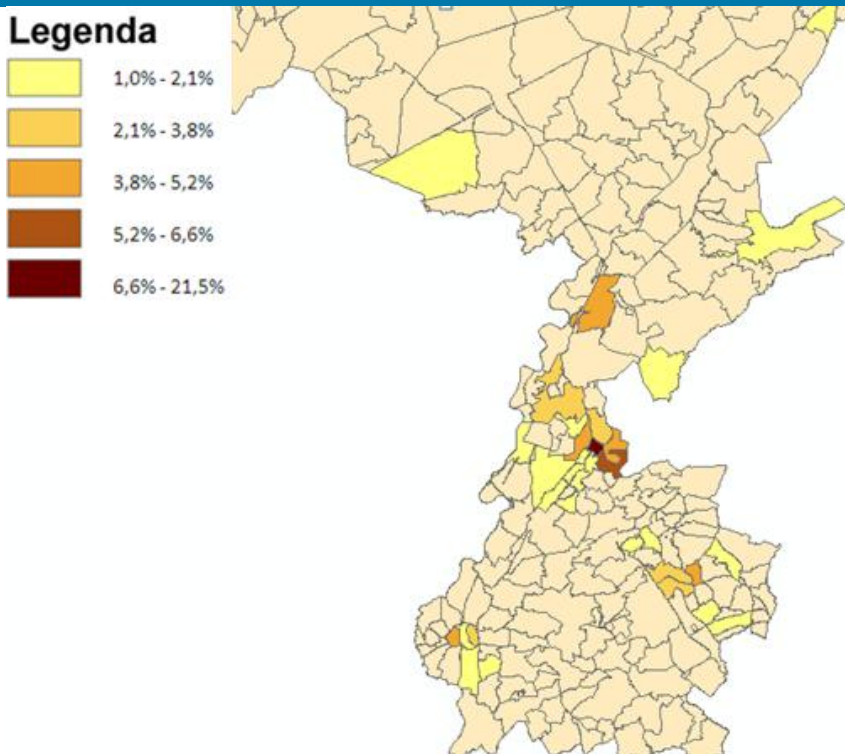 Legenda
1,0% - 2,1%
2,1% - 3,8%
3,8% - 5,2%
5,2% - 6,6%
6,6% - 21,5%